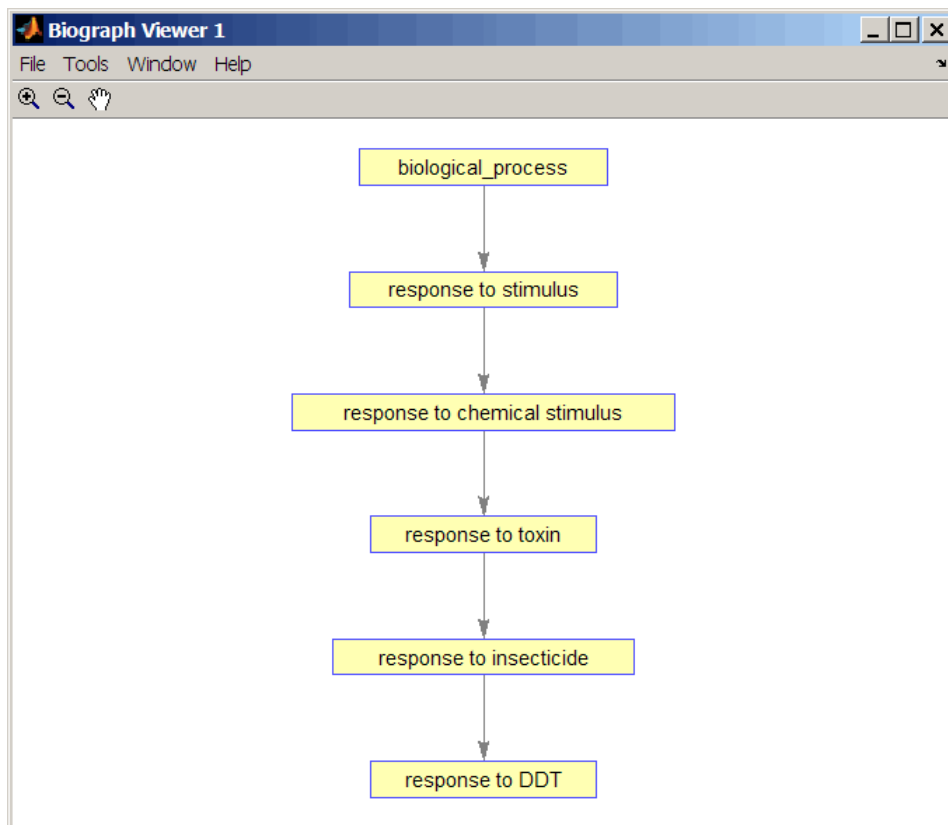 Biograph Viewer 1
File Tools Window Help
biological_process
response to stimulus
response to chemical stimulus
response to toxin
response to insecticide
response to DDT